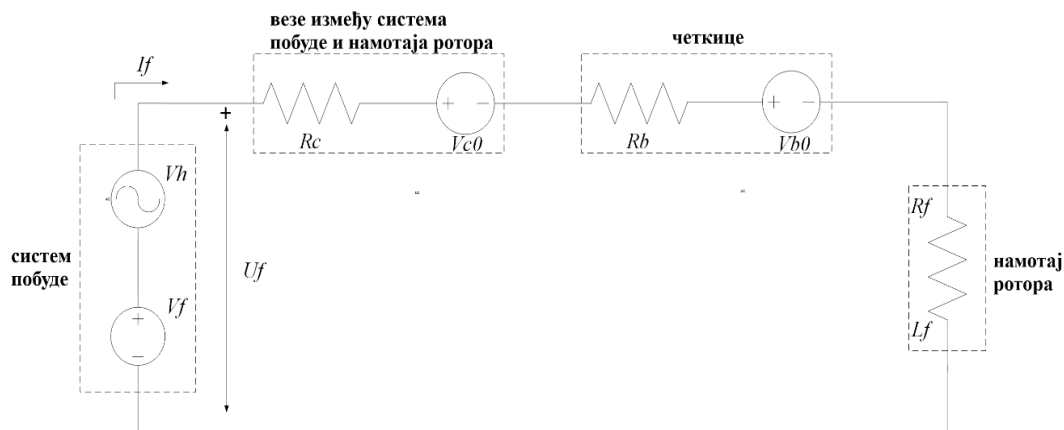 везе између система
побуде и намотаја ротора
четкице
If
+
Rc
+ −
Vc0
Rb
+ −
Vb0
Vh
Rf
систем
побуде
Uf
намотај
ротора
Vf
+
−
Lf